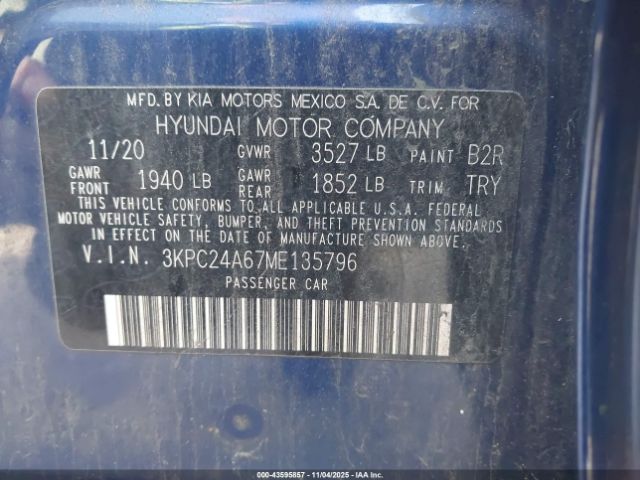 MFD. BY KIA MOTORS MEXICO S.A. DE C.V. FOR
HYUNDAI MOTOR COMPANY
11/20 GVWR 3527 LB PAINT B2R
GAWR FRONT 1940 LB GAWR REAR 1852 LB TRIM TRY
THIS VEHICLE CONFORMS TO ALL APPLICABLE U.S.A. FEDERAL
MOTOR VEHICLE SAFETY, BUMPER, AND THEFT PREVENTION STANDARDS
IN EFFECT ON THE DATE OF MANUFACTURE SHOWN ABOVE.
V.I.N. 3KPC24A67ME135796
PASSENGER CAR
000-43595857 - 11/04/2025 - IAAI.COM